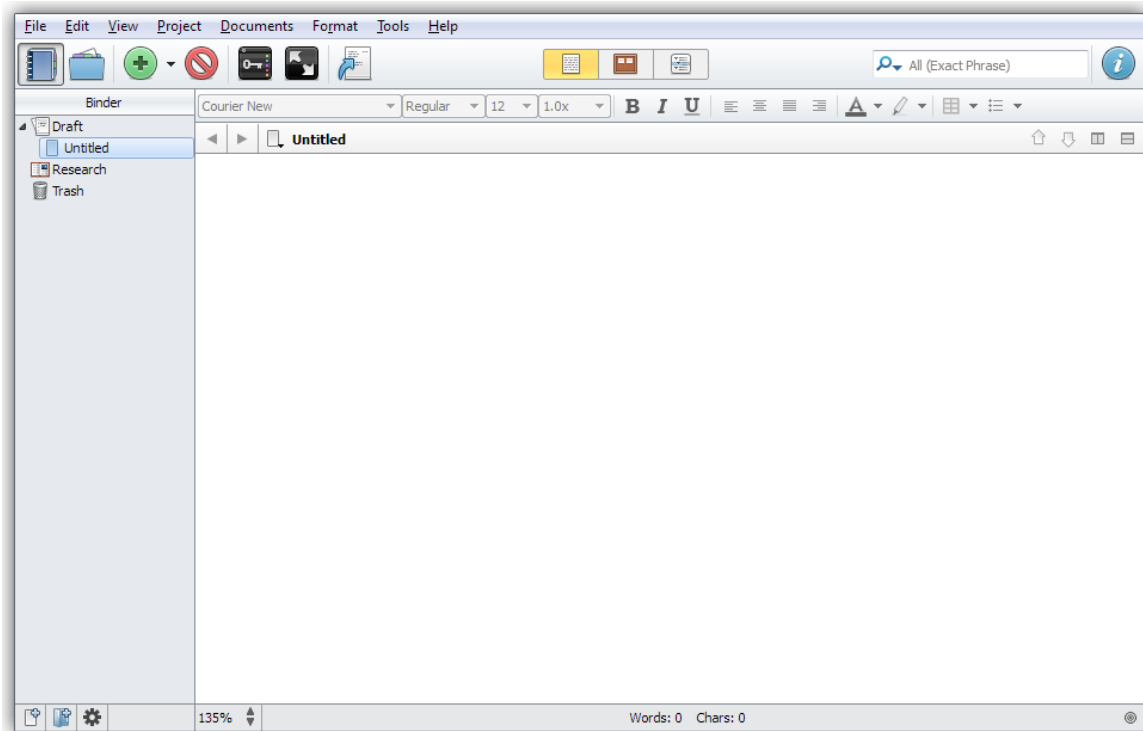 File Edit View Project Documents Format Tools Help
All (Exact Phrase)
Binder
Courier New Regular 12 1.0x B I U A
Draft
Untitled
Untitled
Research
Trash
135% Words: 0 Chars: 0